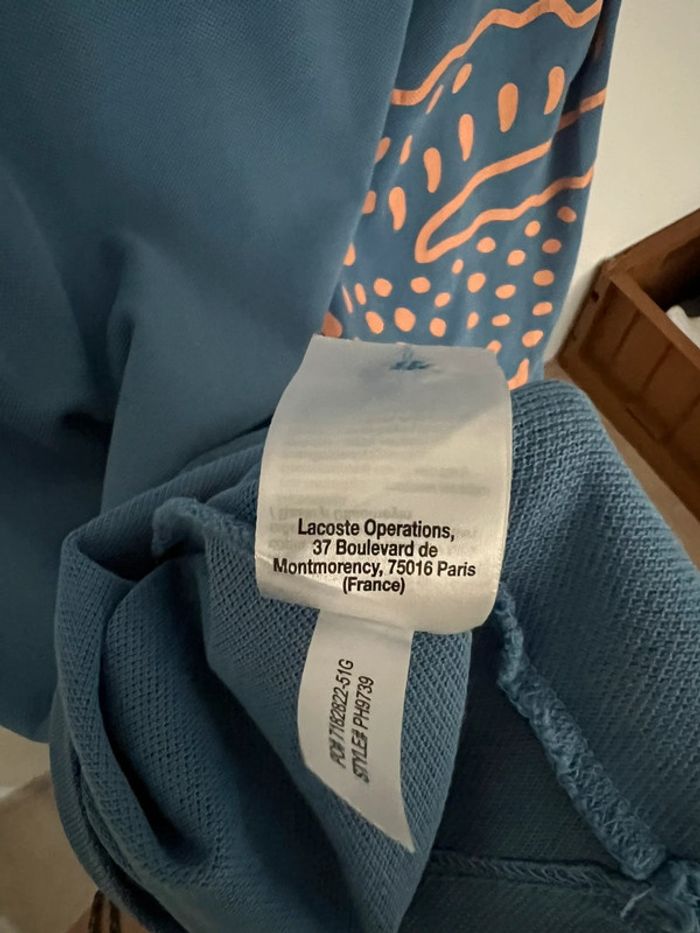 Lacoste Operations,
37 Boulevard de
Montmorency, 75016 Paris
(France)
PO# 7182822-51G
STYLE# PH9739